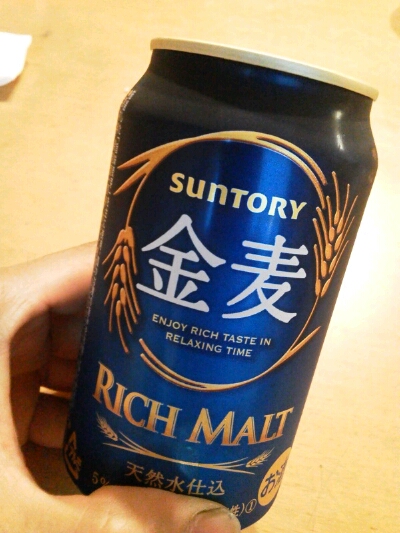 SUNTORY
金麦
ENJOY RICH TASTE IN
RELAXING TIME
RICH MALT
天然水仕込